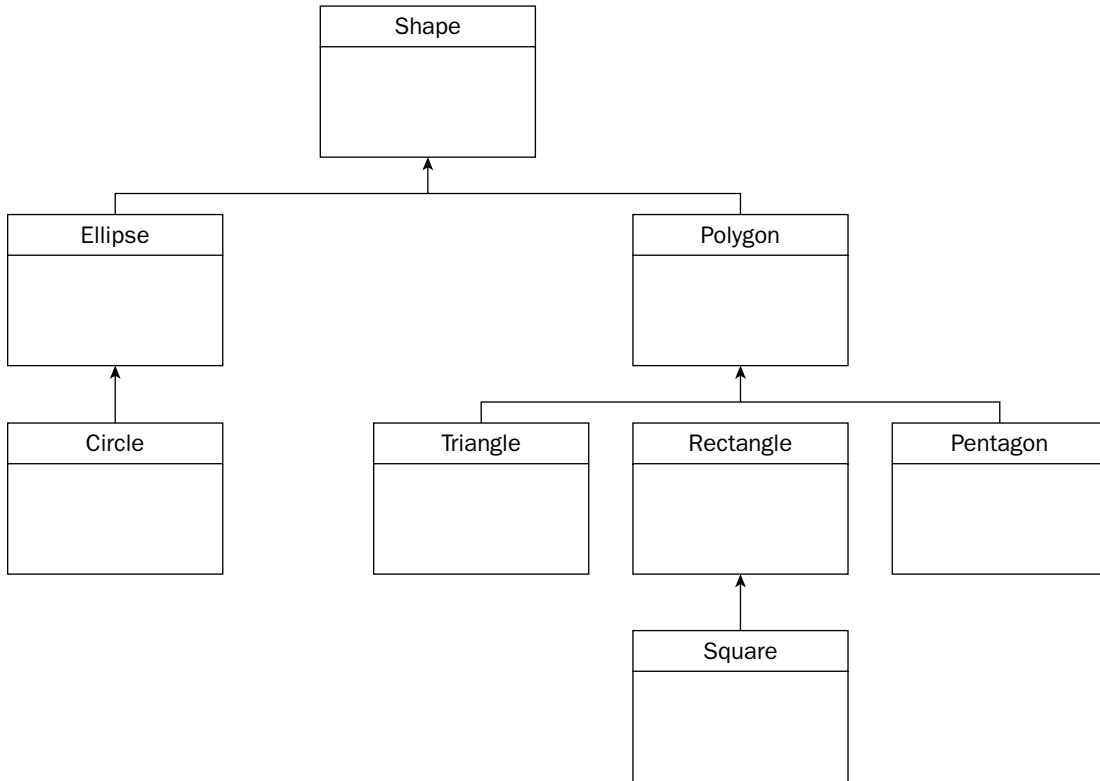 Shape
Ellipse
Polygon
Circle
Triangle
Rectangle
Pentagon
Square